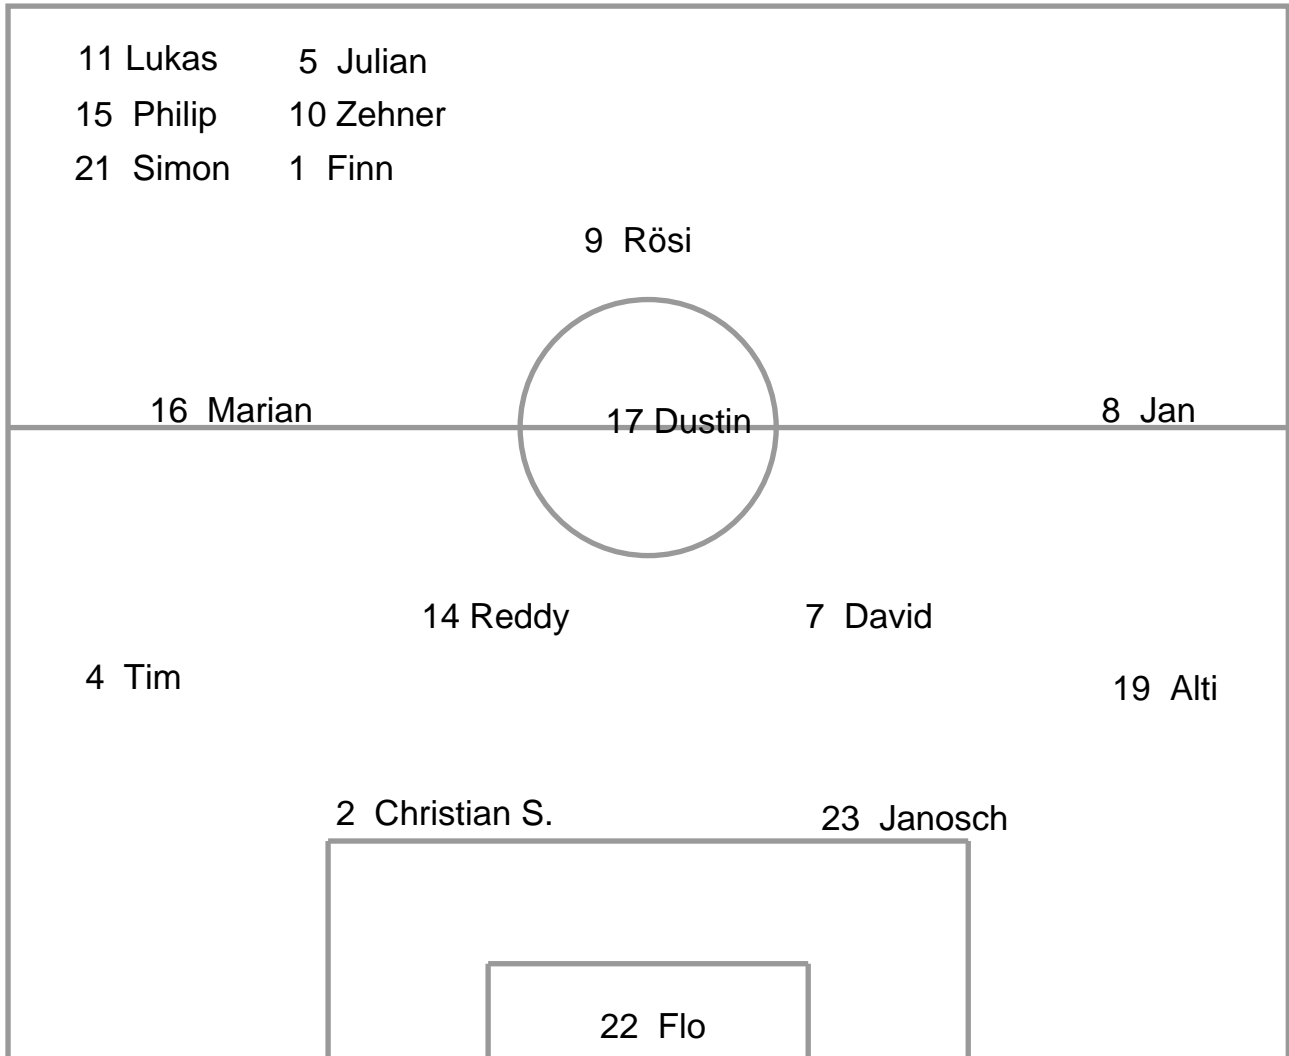 11 Lukas 5 Julian
15 Philip 10 Zehner
21 Simon 1 Finn
9 Rösi
16 Marian 17 Dustin 8 Jan
14 Reddy 7 David
4 Tim 19 Alti
2 Christian S. 23 Janosch
22 Flo